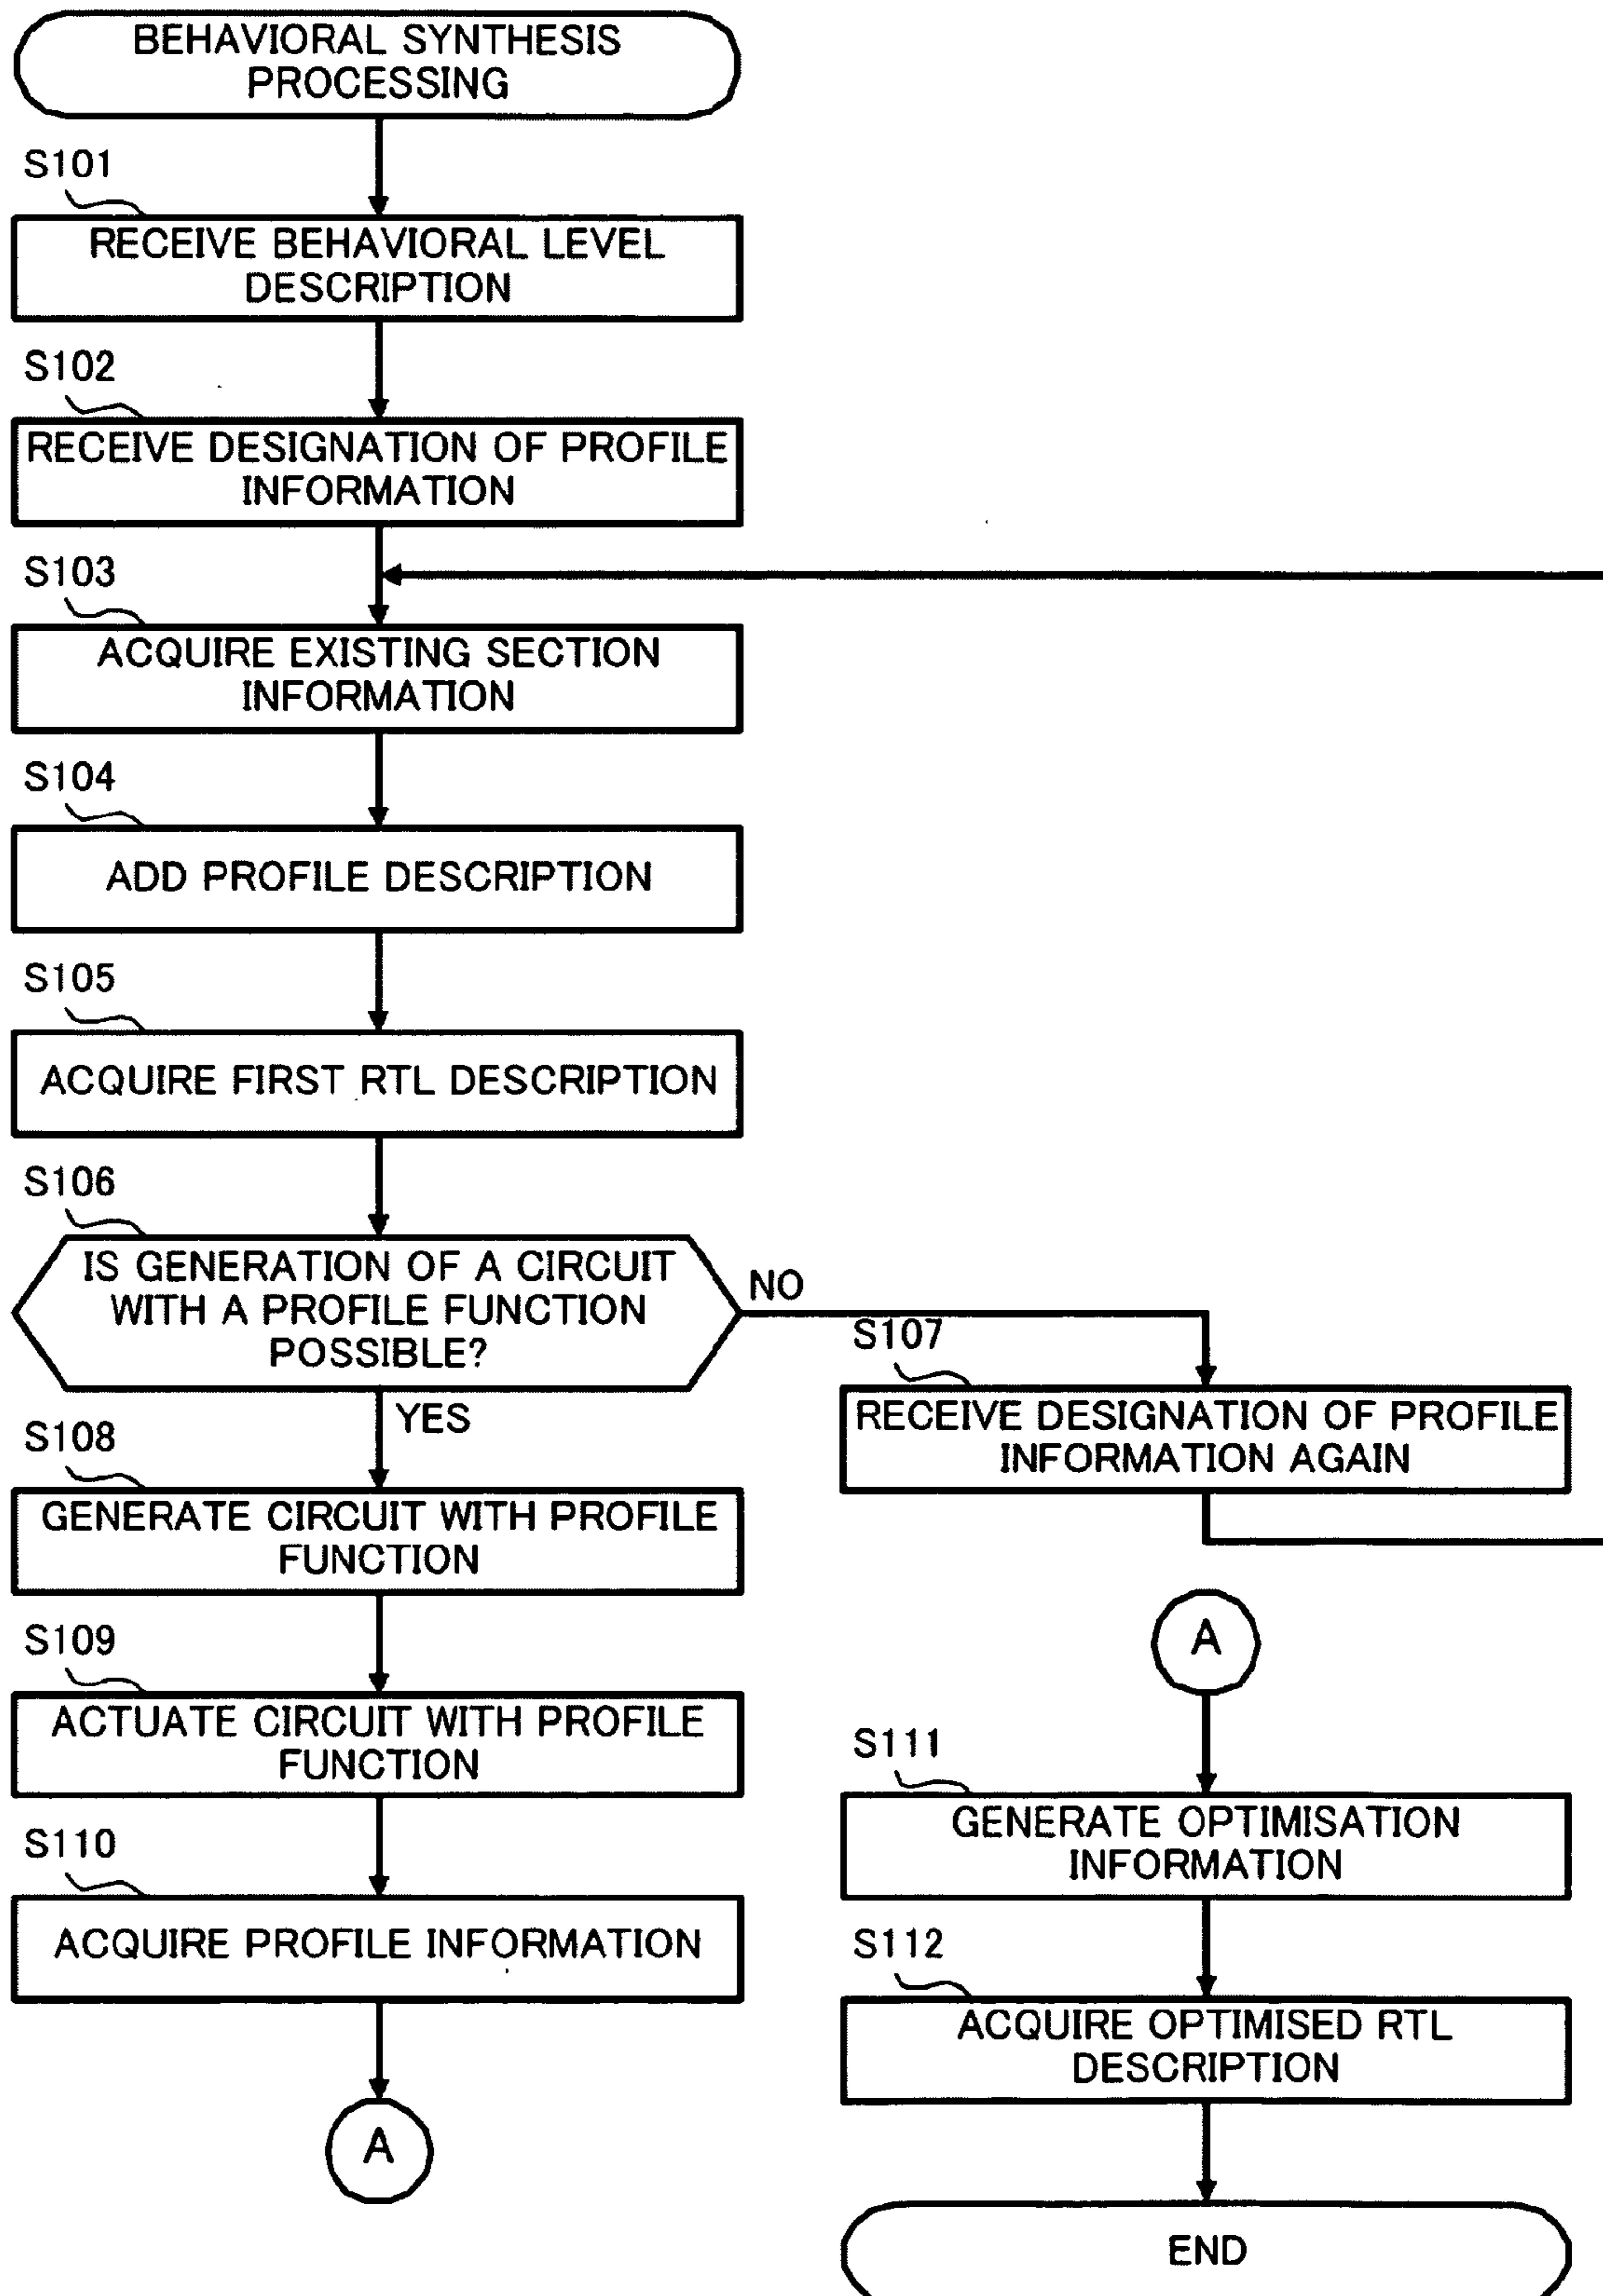 BEHAVIORAL SYNTHESIS
PROCESSING
S101
RECEIVE BEHAVIORAL LEVEL
DESCRIPTION
S102
RECEIVE DESIGNATION OF PROFILE
INFORMATION
S103
ACQUIRE EXISTING SECTION
INFORMATION
S104
ADD PROFILE DESCRIPTION
S105
ACQUIRE FIRST RTL DESCRIPTION
S106
IS GENERATION OF A CIRCUIT
WITH A PROFILE FUNCTION
POSSIBLE?
NO
S107
RECEIVE DESIGNATION OF PROFILE
INFORMATION AGAIN
YES
S108
GENERATE CIRCUIT WITH PROFILE
FUNCTION
S109
ACTUATE CIRCUIT WITH PROFILE
FUNCTION
S110
ACQUIRE PROFILE INFORMATION
A
A
S111
GENERATE OPTIMISATION
INFORMATION
S112
ACQUIRE OPTIMISED RTL
DESCRIPTION
END